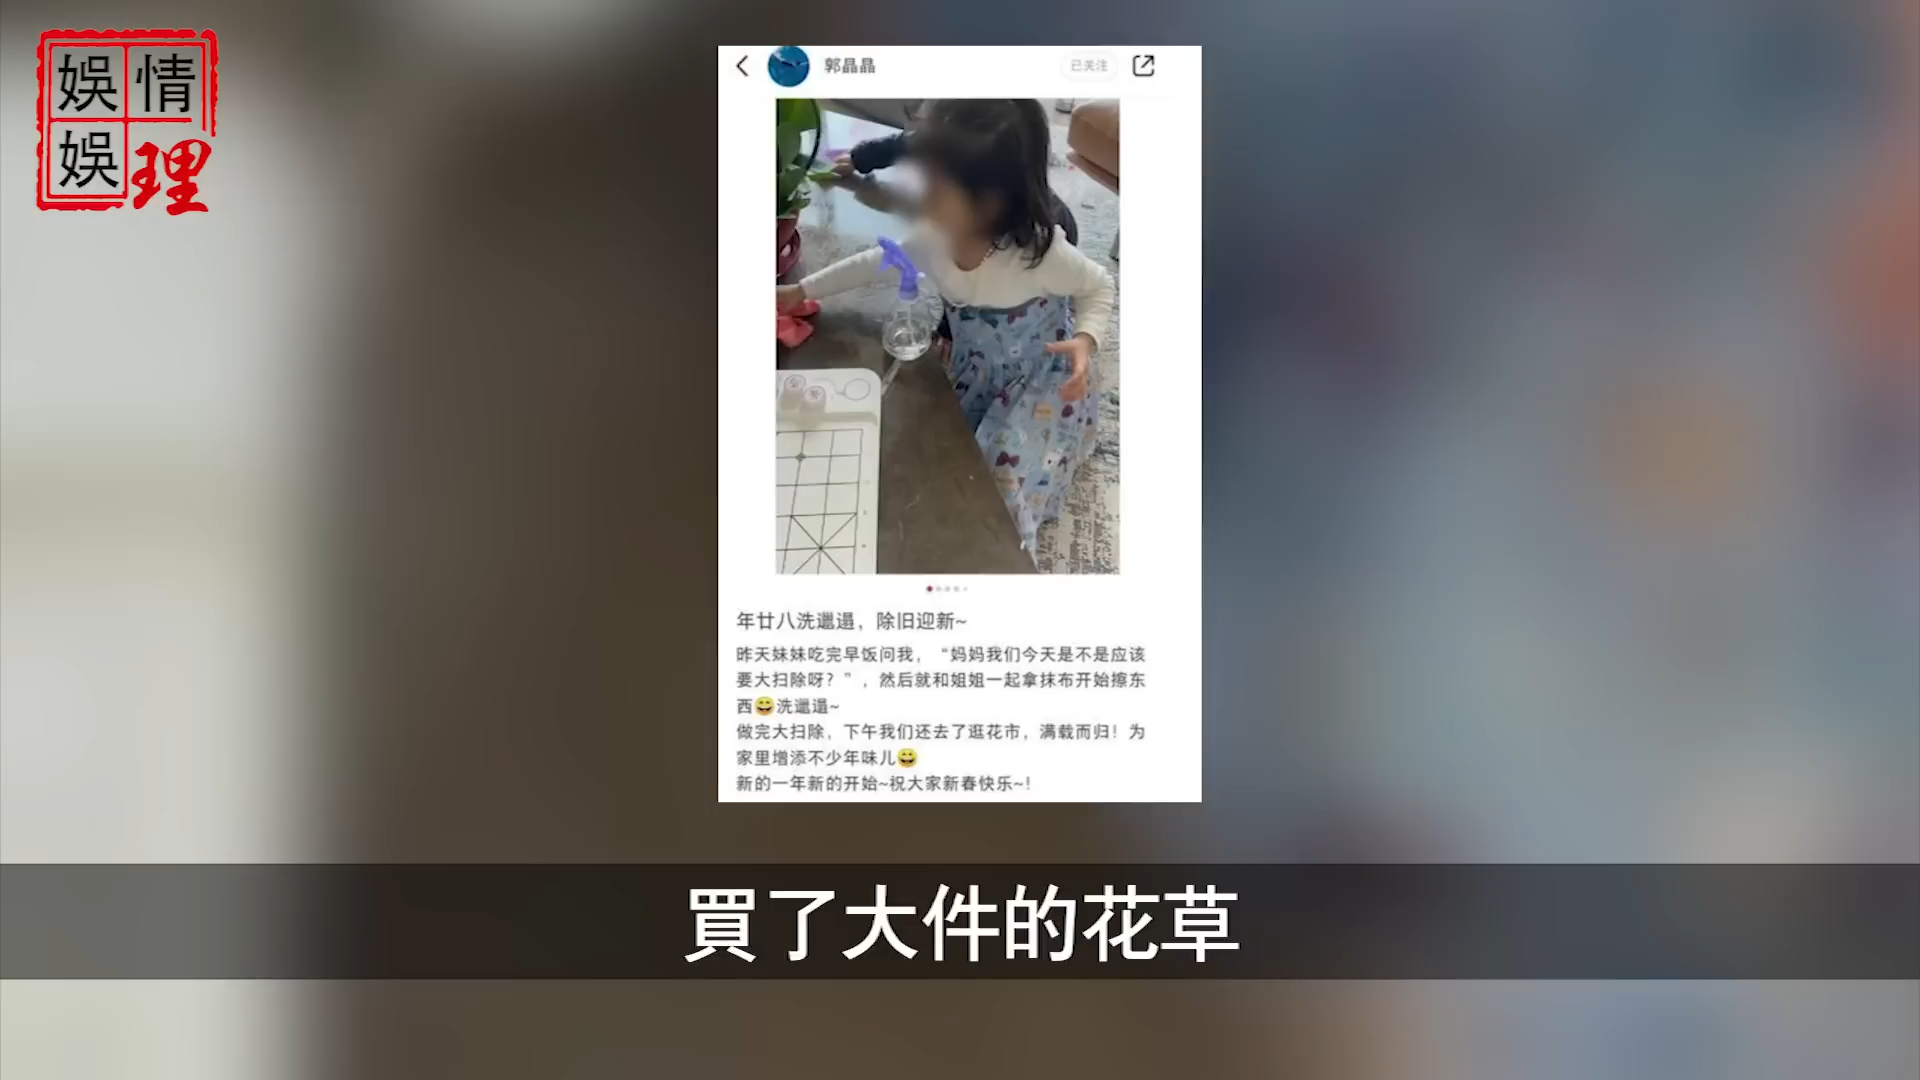 娛情
娛理
郭晶晶
已关注
年廿八洗邋遢，除旧迎新~
昨天妹妹吃完早饭问我，“妈妈我们今天是不是应该
要大扫除呀？”，然后就和姐姐一起拿抹布开始擦东
西😄洗邋遢~
做完大扫除，下午我们还去了逛花市，满载而归！为
家里增添不少年味儿😄
新的一年新的开始~祝大家新春快乐~！
買了大件的花草